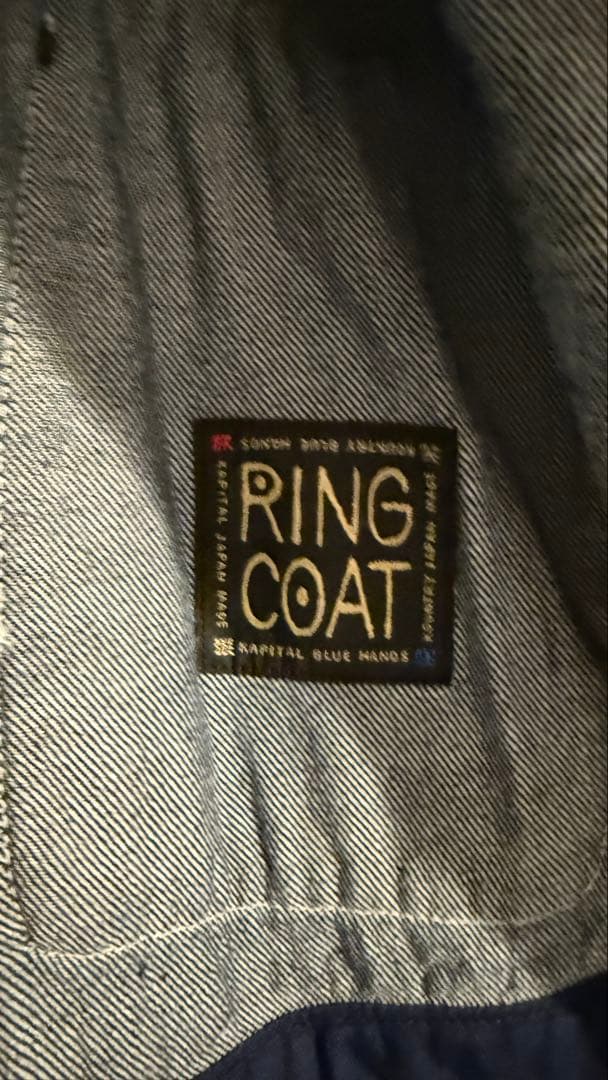 KOUNTRY BLUE HANDS
RING
COAT
KAPITAL JAPAN MADE
KOUNTRY JAPAN MADE
KAPITAL BLUE HANDS